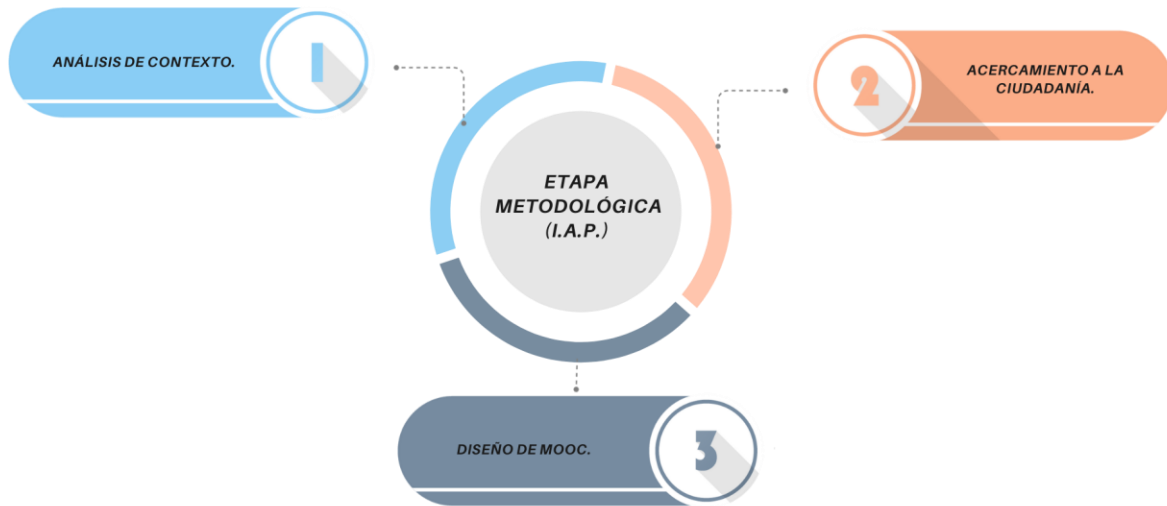 ANÁLISIS DE CONTEXTO.
1
2
ACERCAMIENTO A LA
CIUDADANÍA.
ETAPA
METODOLÓGICA
(I.A.P.)
DISEÑO DE MOOC.
3